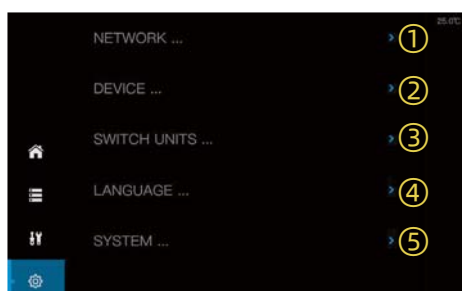 25.0℃
NETWORK ... > ①
DEVICE ... > ②
SWITCH UNITS ... > ③
LANGUAGE ... > ④
SYSTEM ... > ⑤